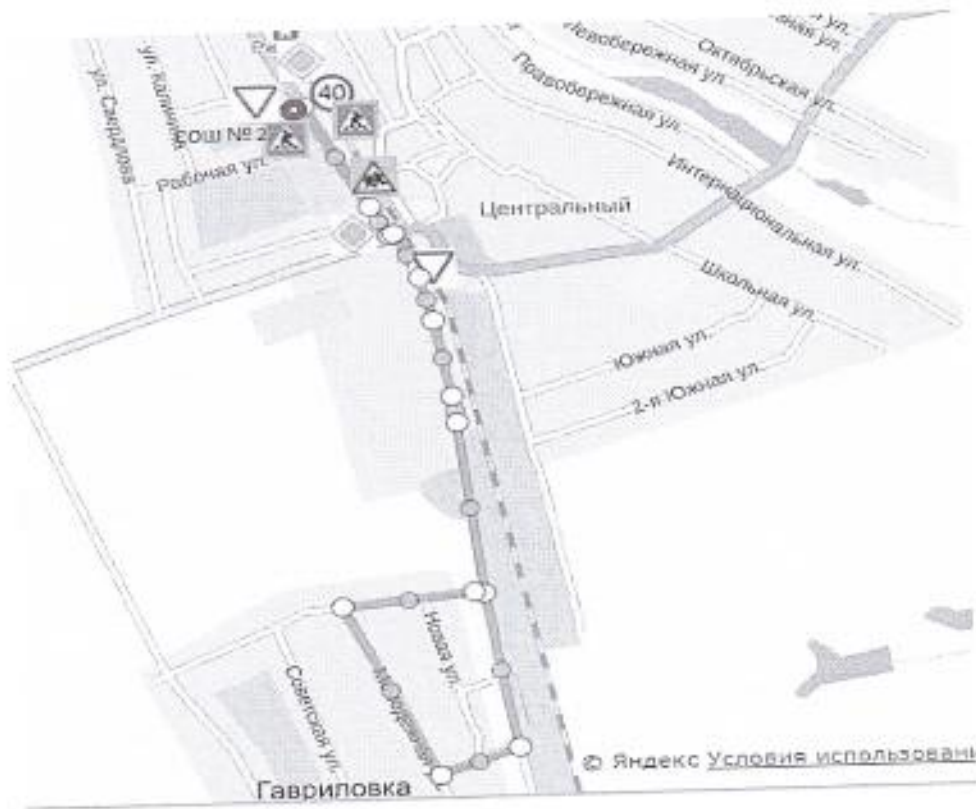 Октябрьская ул.
Левобережная ул.
ул.
Правобережная ул.
40
ул. Калинина
ул. Свердлова
СОШ № 2
Рабочая ул.
Интернациональная ул.
Центральный
Школьная ул.
Южная ул.
2-я Южная ул.
Новая ул.
Советская ул.
Гавриловка
© Яндекс Условия использовани